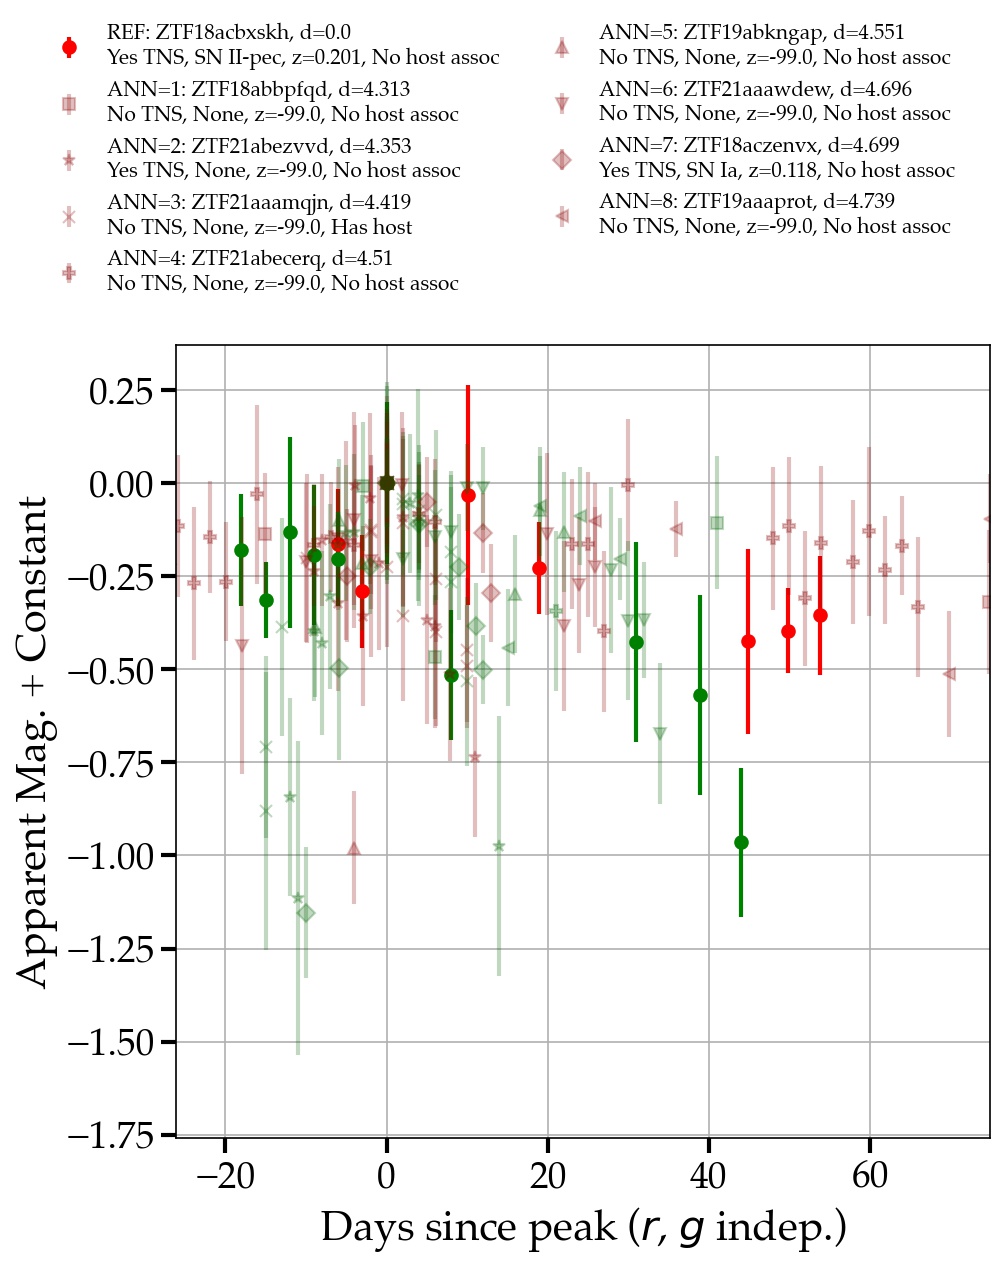 REF: ZTF18acbxskh, d=0.0
Yes TNS, SN II-pec, z=0.201, No host assoc
ANN=1: ZTF18abbpfqd, d=4.313
No TNS, None, z=-99.0, No host assoc
ANN=2: ZTF21abezvvd, d=4.353
Yes TNS, None, z=-99.0, No host assoc
ANN=3: ZTF21aaamqjn, d=4.419
No TNS, None, z=-99.0, Has host
ANN=4: ZTF21abecerq, d=4.51
No TNS, None, z=-99.0, No host assoc
ANN=5: ZTF19abkngap, d=4.551
No TNS, None, z=-99.0, No host assoc
ANN=6: ZTF21aaawdew, d=4.696
No TNS, None, z=-99.0, No host assoc
ANN=7: ZTF18aczenvx, d=4.699
Yes TNS, SN Ia, z=0.118, No host assoc
ANN=8: ZTF19aaaprot, d=4.739
No TNS, None, z=-99.0, No host assoc
Apparent Mag. + Constant
0.25
0.00
−0.25
−0.50
−0.75
−1.00
−1.25
−1.50
−1.75
−20 0 20 40 60
Days since peak (r, g indep.)